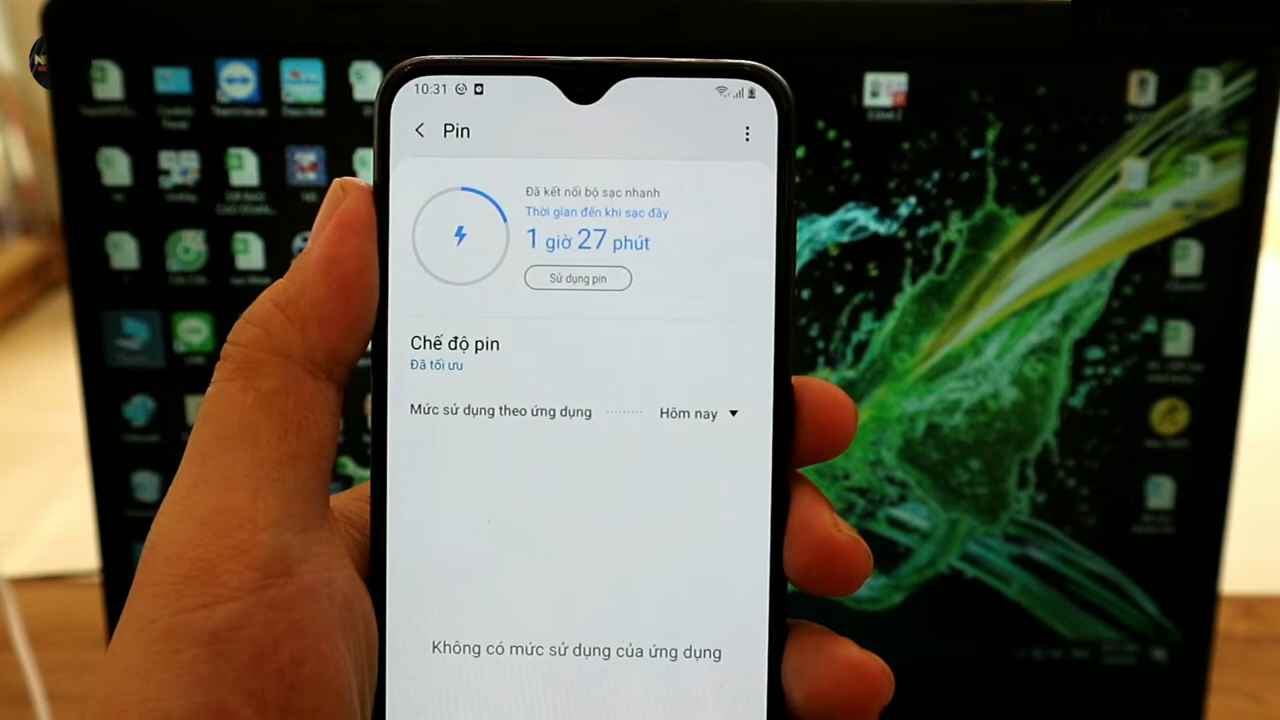 10:31
Pin
Đã kết nối bộ sạc nhanh
Thời gian đến khi sạc đầy
1 giờ 27 phút
Sử dụng pin
Chế độ pin
Đã tối ưu
Mức sử dụng theo ứng dụng
Hôm nay
Không có mức sử dụng của ứng dụng